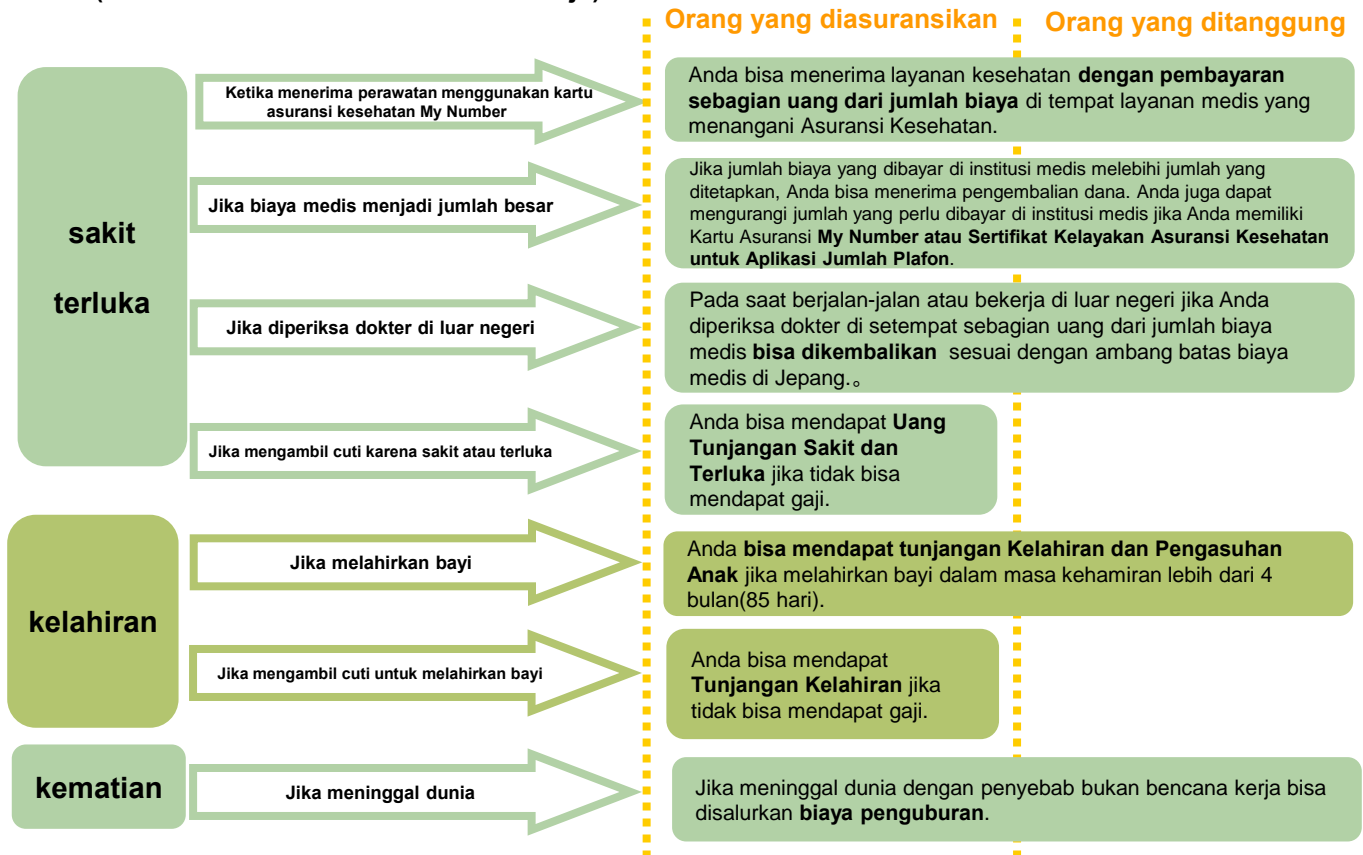 Orang yang diasuransikan
Orang yang ditanggung
sakit
terluka
Ketika menerima perawatan menggunakan kartu
asuransi kesehatan My Number
Anda bisa menerima layanan kesehatan dengan pembayaran
sebagian uang dari jumlah biaya di tempat layanan medis yang
menangani Asuransi Kesehatan.
Jika biaya medis menjadi jumlah besar
Jika jumlah biaya yang dibayar di institusi medis melebihi jumlah yang
ditetapkan, Anda bisa menerima pengembalian dana. Anda juga dapat
mengurangi jumlah yang perlu dibayar di institusi medis jika Anda memiliki
Kartu Asuransi My Number atau Sertifikat Kelayakan Asuransi Kesehatan
untuk Aplikasi Jumlah Plafon.
Jika diperiksa dokter di luar negeri
Pada saat berjalan-jalan atau bekerja di luar negeri jika Anda
diperiksa dokter di setempat sebagian uang dari jumlah biaya
medis bisa dikembalikan sesuai dengan ambang batas biaya
medis di Jepang.。
Jika mengambil cuti karena sakit atau terluka
Anda bisa mendapat Uang
Tunjangan Sakit dan
Terluka jika tidak bisa
mendapat gaji.
kelahiran
Jika melahirkan bayi
Anda bisa mendapat tunjangan Kelahiran dan Pengasuhan
Anak jika melahirkan bayi dalam masa kehamiran lebih dari 4
bulan(85 hari).
Jika mengambil cuti untuk melahirkan bayi
Anda bisa mendapat
Tunjangan Kelahiran jika
tidak bisa mendapat gaji.
kematian
Jika meninggal dunia
Jika meninggal dunia dengan penyebab bukan bencana kerja bisa
disalurkan biaya penguburan.